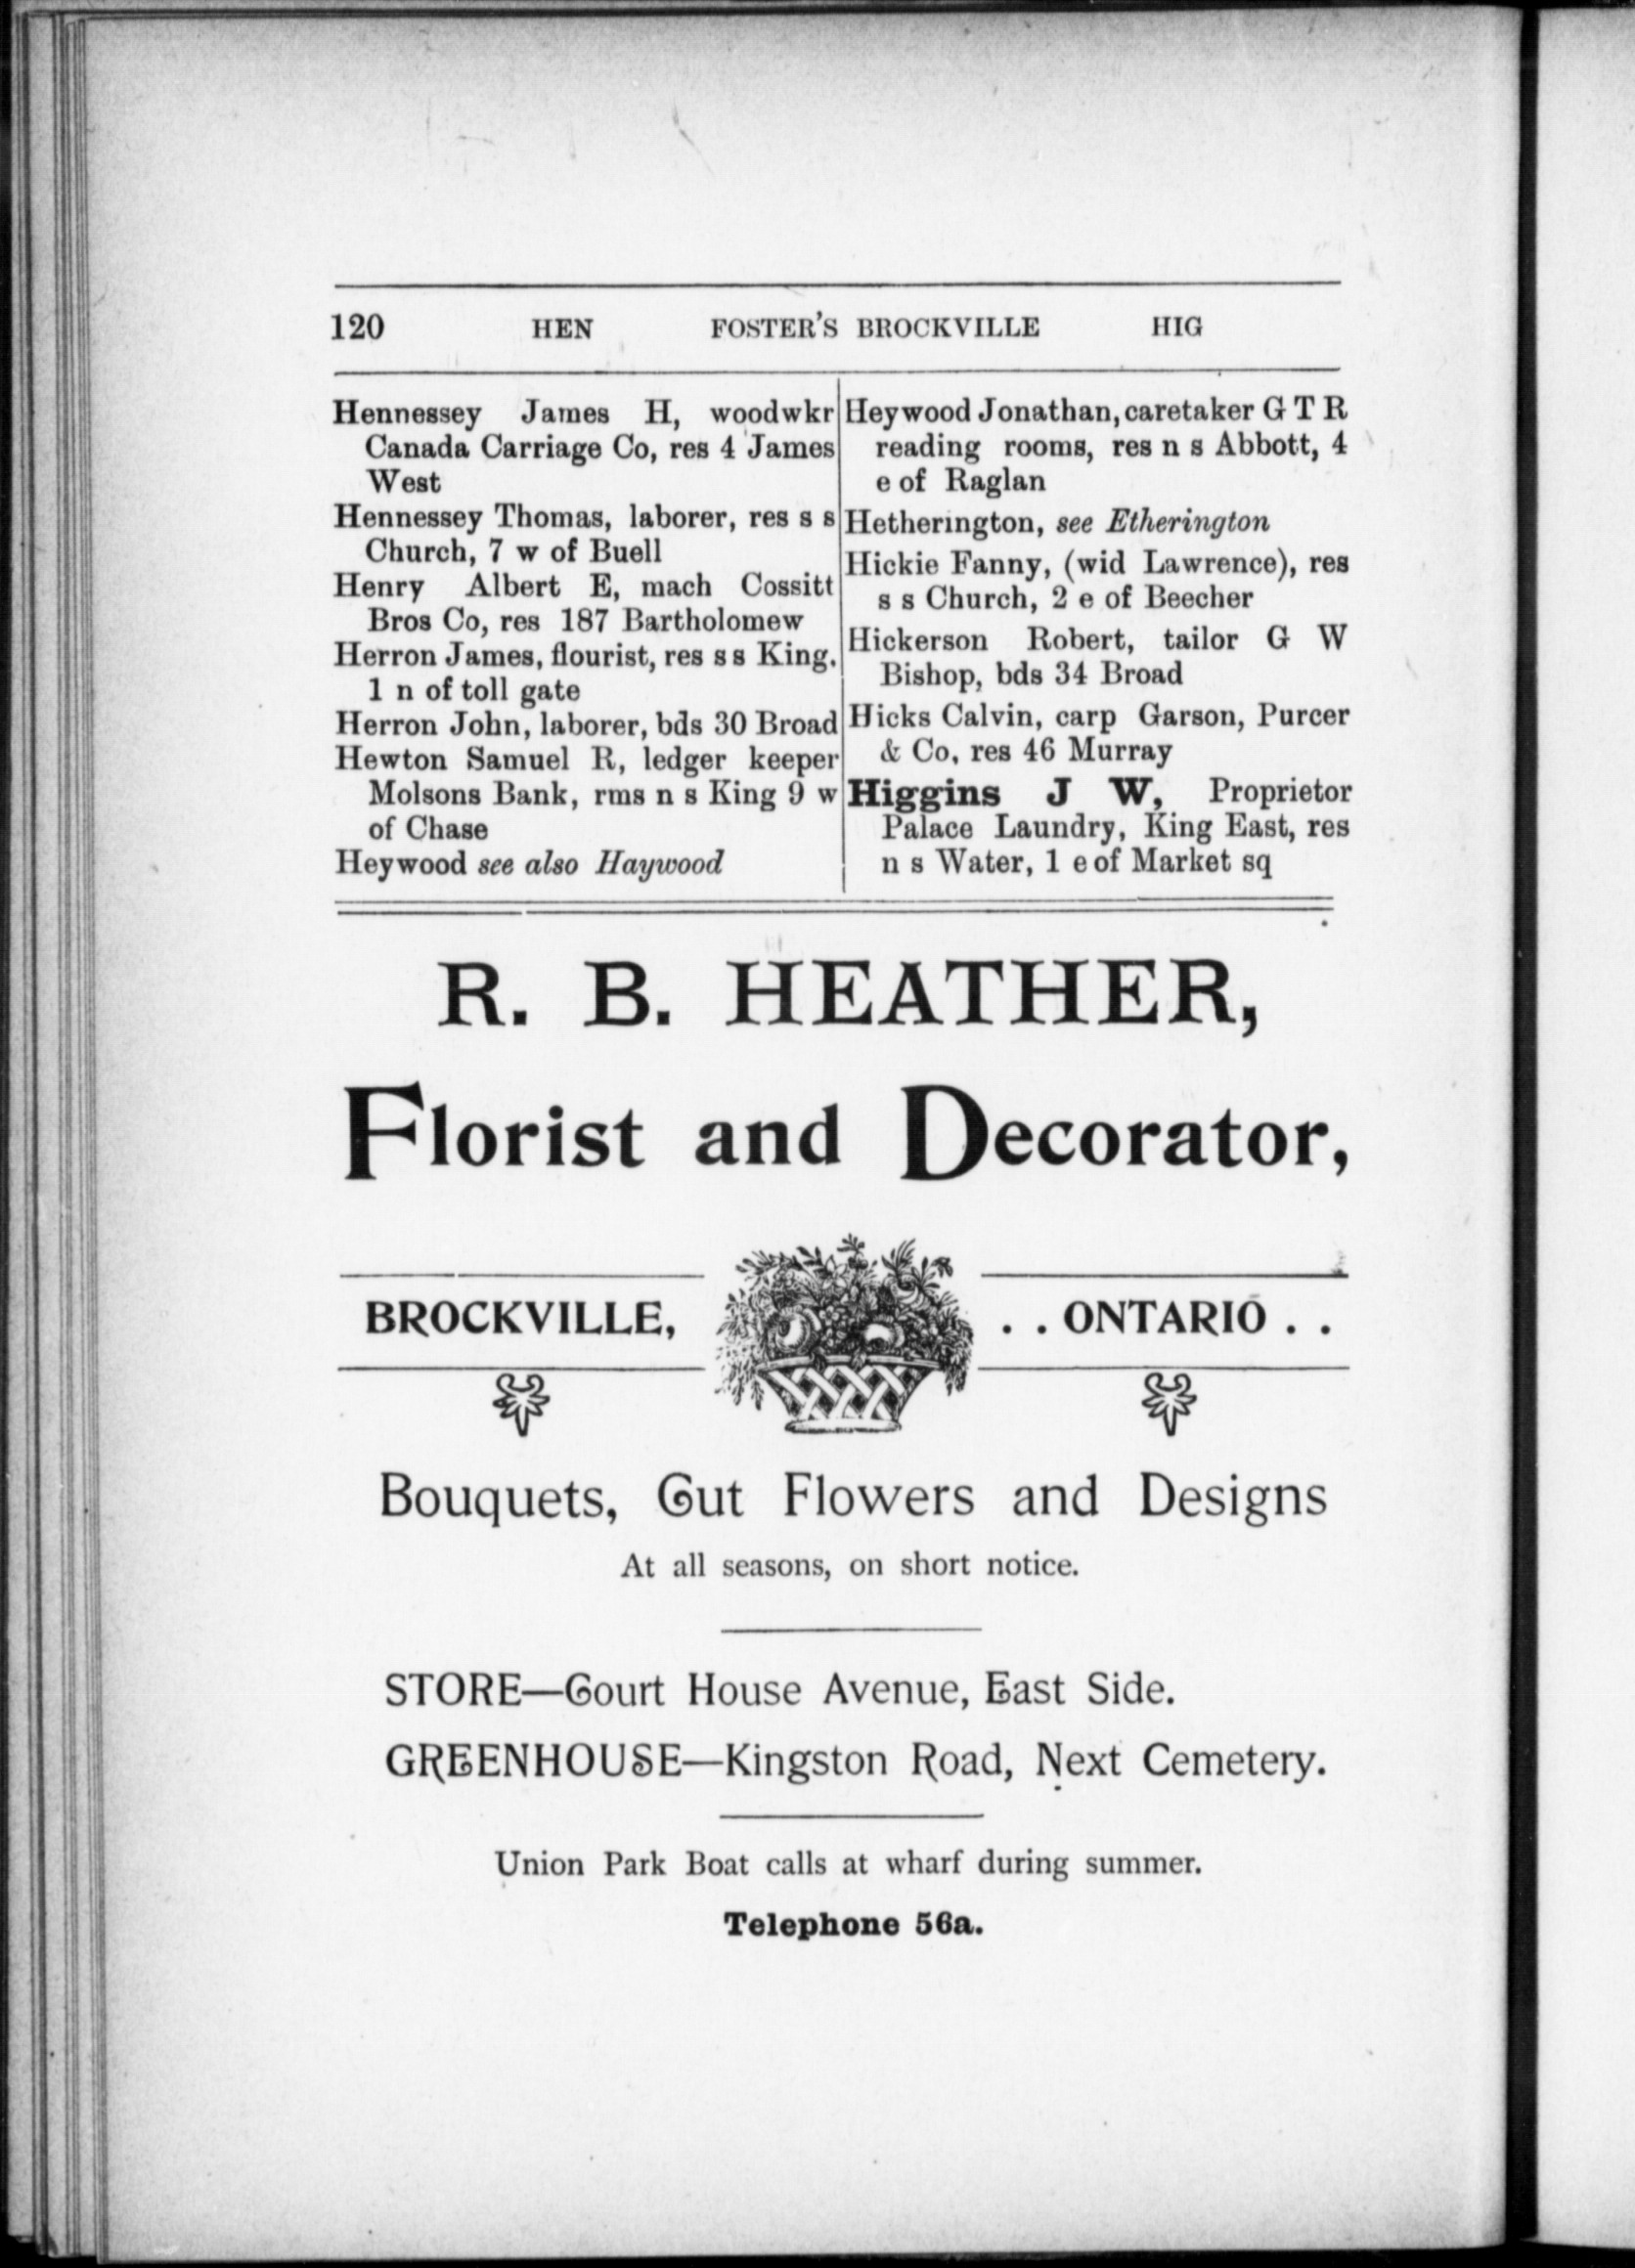 120 HEN FOSTER'S BROCKVILLE HIG
Hennessey James H, woodwkr
Canada Carriage Co, res 4 James
West
Hennessey Thomas, laborer, res s s
Church, 7 w of Buell
Henry Albert E, mach Cossitt
Bros Co, res 187 Bartholomew
Herron James, flourist, res s s King.
1 n of toll gate
Herron John, laborer, bds 30 Broad
Hewton Samuel R, ledger keeper
Molsons Bank, rms n s King 9 w
of Chase
Heywood see also Haywood
Heywood Jonathan, caretaker G T R
reading rooms, res n s Abbott, 4
e of Raglan
Hetherington, see Etherington
Hickie Fanny, (wid Lawrence), res
s s Church, 2 e of Beecher
Hickerson Robert, tailor G W
Bishop, bds 34 Broad
Hicks Calvin, carp Garson, Purcer
& Co, res 46 Murray
Higgins J W, Proprietor
Palace Laundry, King East, res
n s Water, 1 e of Market sq
R. B. HEATHER,
Florist and Decorator,
BROCKVILLE, . . ONTARIO . .
Bouquets, Cut Flowers and Designs
At all seasons, on short notice.
STORE—Court House Avenue, East Side.
GREENHOUSE—Kingston Road, Next Cemetery.
Union Park Boat calls at wharf during summer.
Telephone 56a.